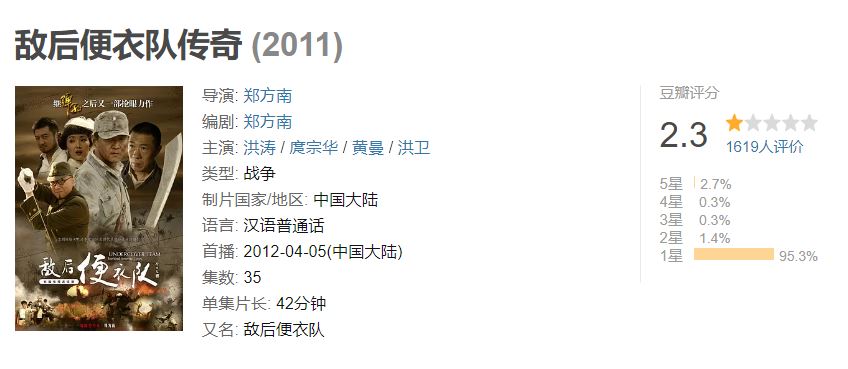 敌后便衣队传奇 (2011)
继 之后又一部抢眼力作
UNDERCOVER TEAM
敌后便衣队
导演: 郑方南
编剧: 郑方南
主演: 洪涛 / 庹宗华 / 黄曼 / 洪卫
类型: 战争
制片国家/地区: 中国大陆
语言: 汉语普通话
首播: 2012-04-05(中国大陆)
集数: 35
单集片长: 42分钟
又名: 敌后便衣队
豆瓣评分
2.3
1619人评价
5星 2.7%
4星 0.3%
3星 0.3%
2星 1.4%
1星 95.3%